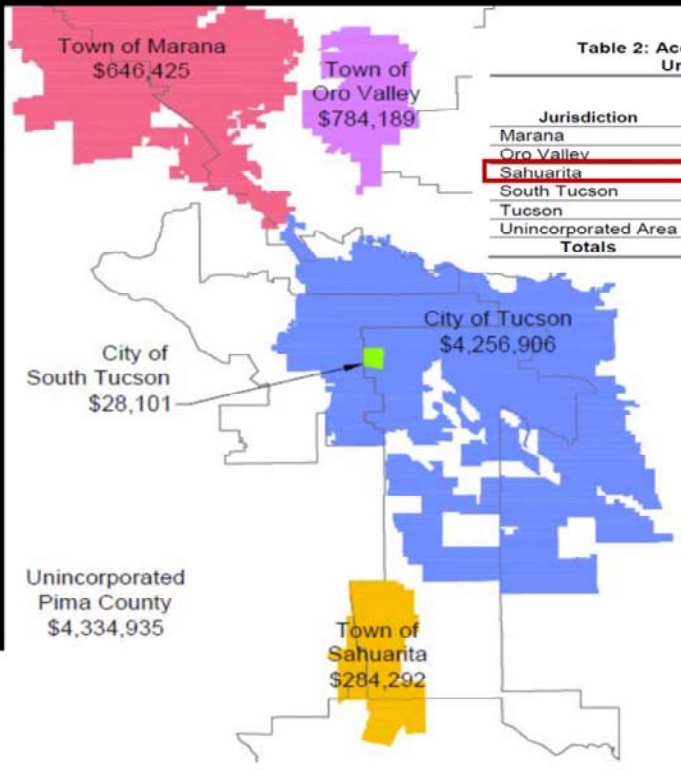 Town of Marana
$646,425
Town of
Oro Valley
$784,189
Table 2:
Jurisdiction
Marana
Oro Valley
Sahuarita
South Tucson
Tucson
Unincorporated Area
Totals
City of Tucson
$4,256,906
City of
South Tucson
$28,101
Unincorporated
Pima County
$4,334,935
Town of
Sahuarita
$284,292